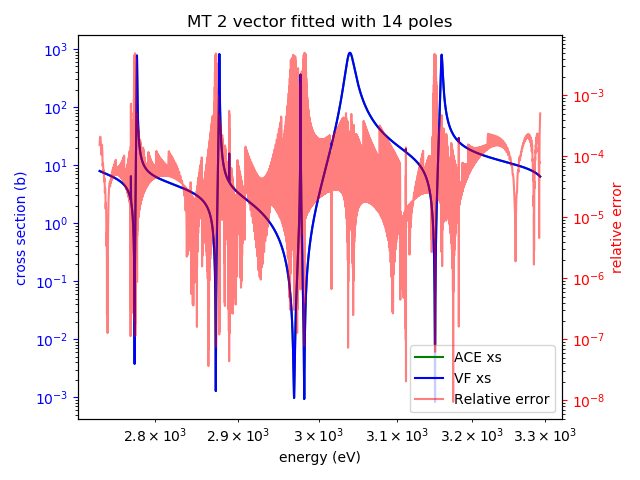 MT 2 vector fitted with 14 poles
cross section (b)
10³
10²
10¹
10⁰
10⁻¹
10⁻²
10⁻³
10⁻³
10⁻⁴
10⁻⁵
10⁻⁶
10⁻⁷
10⁻⁸
relative error
ACE xs
VF xs
Relative error
2.8 × 10³ 2.9 × 10³ 3 × 10³ 3.1 × 10³ 3.2 × 10³ 3.3 × 10³
energy (eV)